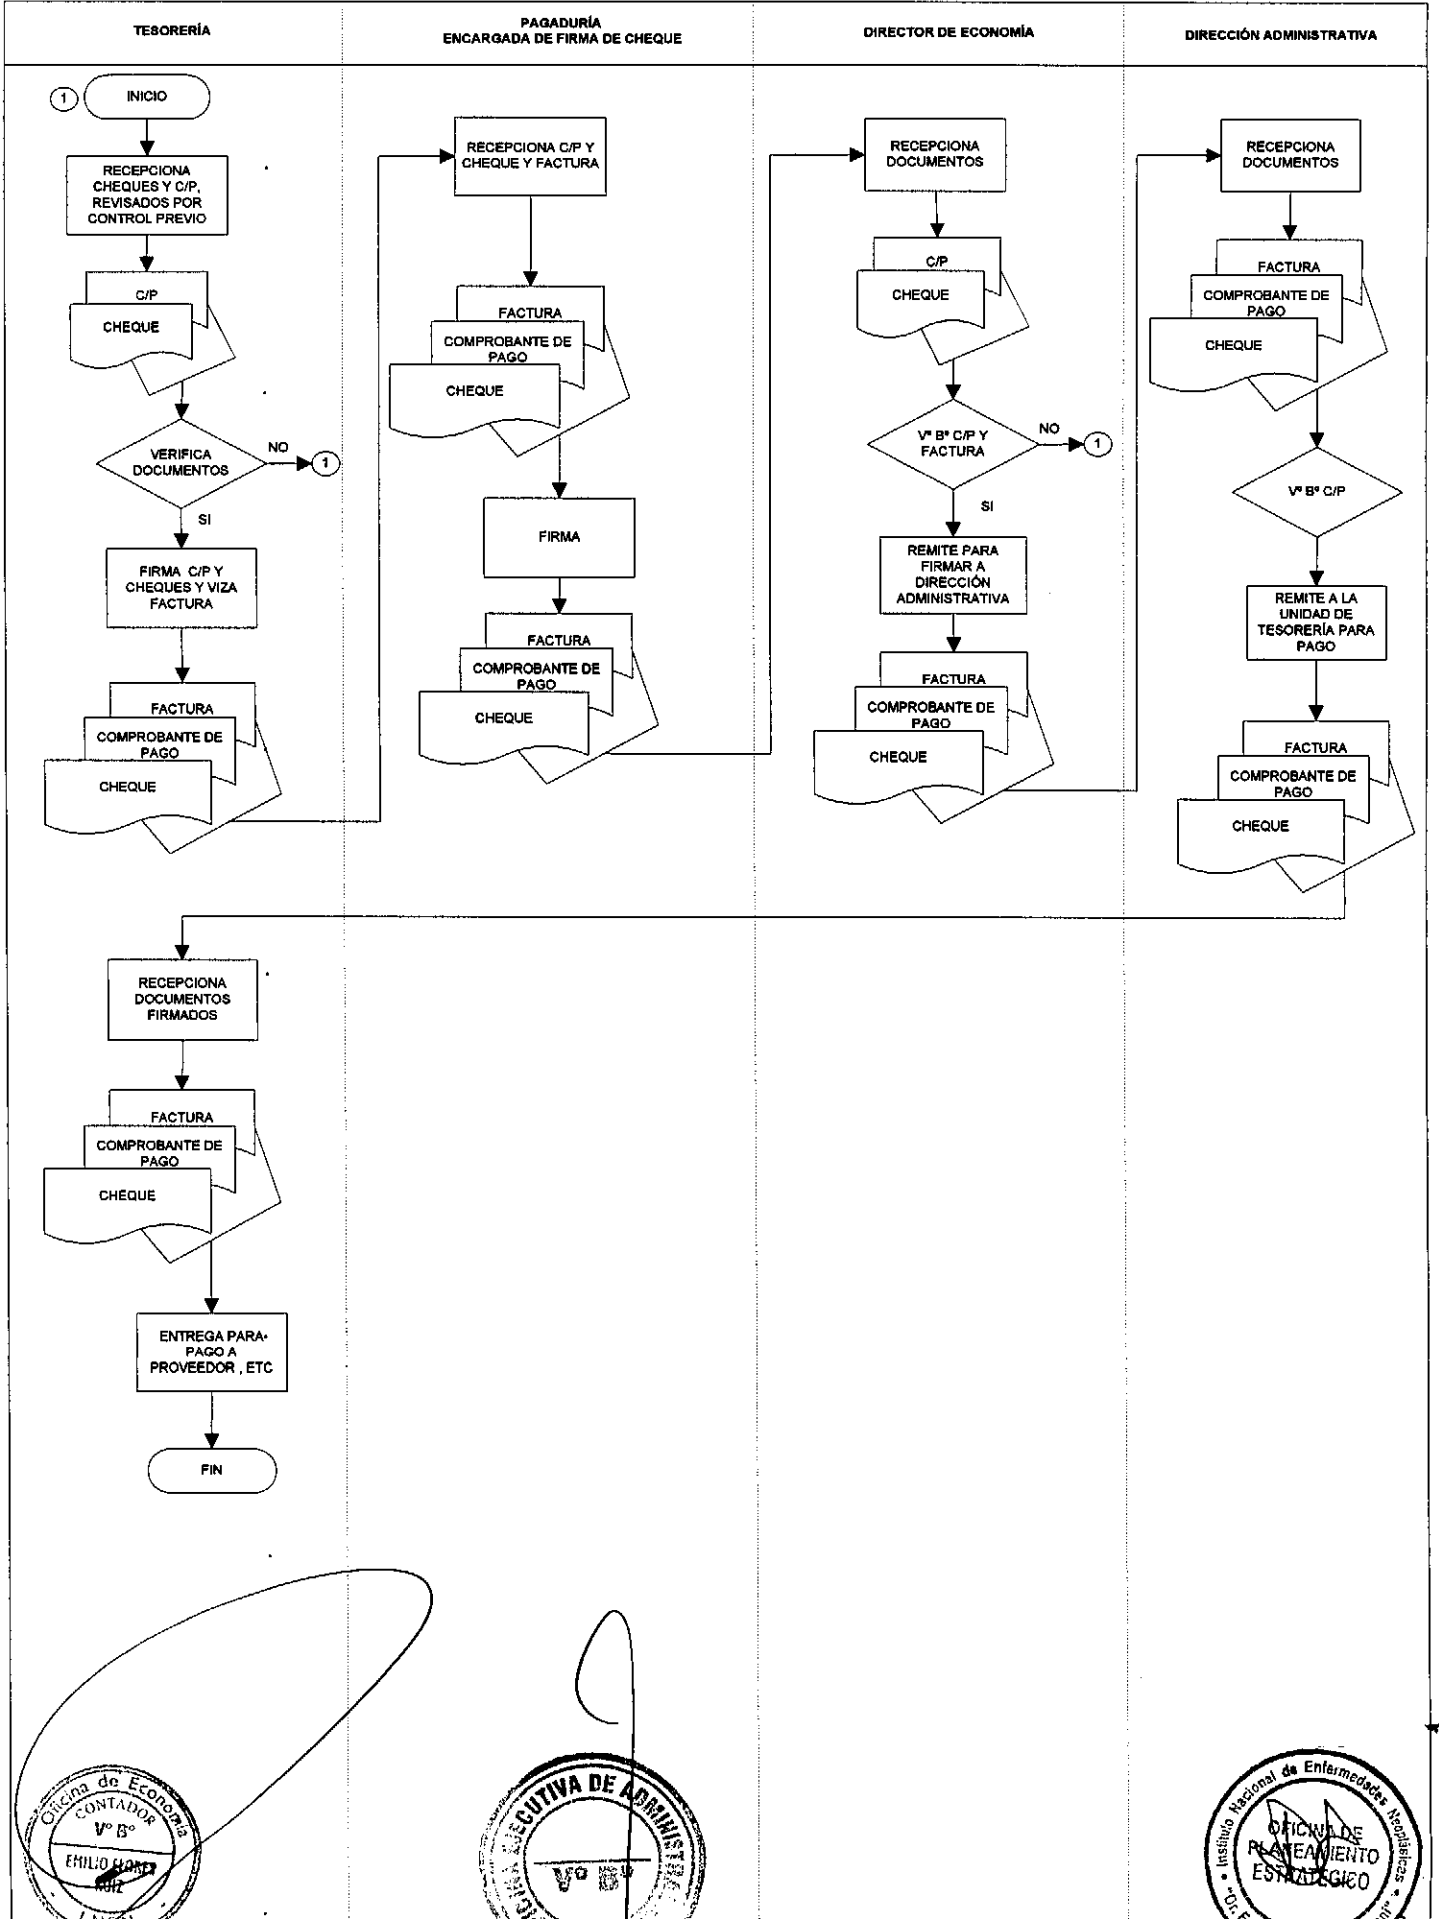 TESORERÍA
PAGADURÍA
ENCARGADA DE FIRMA DE CHEQUE
DIRECTOR DE ECONOMÍA
DIRECCIÓN ADMINISTRATIVA
1
INICIO
RECEPCIONA
CHEQUES Y C/P,
REVISADOS POR
CONTROL PREVIO
C/P
CHEQUE
VERIFICA
DOCUMENTOS
NO
1
SI
FIRMA C/P Y
CHEQUES Y VIZA
FACTURA
FACTURA
COMPROBANTE DE
PAGO
CHEQUE
RECEPCIONA C/P Y
CHEQUE Y FACTURA
FACTURA
COMPROBANTE DE
PAGO
CHEQUE
FIRMA
FACTURA
COMPROBANTE DE
PAGO
CHEQUE
RECEPCIONA
DOCUMENTOS
C/P
CHEQUE
Vº Bº C/P Y
FACTURA
NO
1
SI
REMITE PARA
FIRMAR A
DIRECCIÓN
ADMINISTRATIVA
FACTURA
COMPROBANTE DE
PAGO
CHEQUE
RECEPCIONA
DOCUMENTOS
FACTURA
COMPROBANTE DE
PAGO
CHEQUE
Vº Bº C/P
REMITE A LA
UNIDAD DE
TESORERÍA PARA
PAGO
FACTURA
COMPROBANTE DE
PAGO
CHEQUE
RECEPCIONA
DOCUMENTOS
FIRMADOS
FACTURA
COMPROBANTE DE
PAGO
CHEQUE
ENTREGA PARA
PAGO A
PROVEEDOR , ETC
FIN
Oficina de Economía
CONTADOR
Vº Bº
EMILIO FLORES
RUIZ
EJECUTIVA DE ADMINISTRA
Vº Bº
Instituto Nacional de Enfermedades Neoplásicas
OFICINA DE
PLATEAMIENTO
ESTRATEGICO